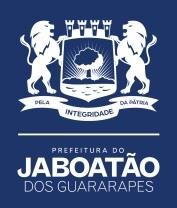 PELA INTEGRIDADE DA PÁTRIA
PREFEITURA DO
JABOATÃO
DOS GUARARAPES